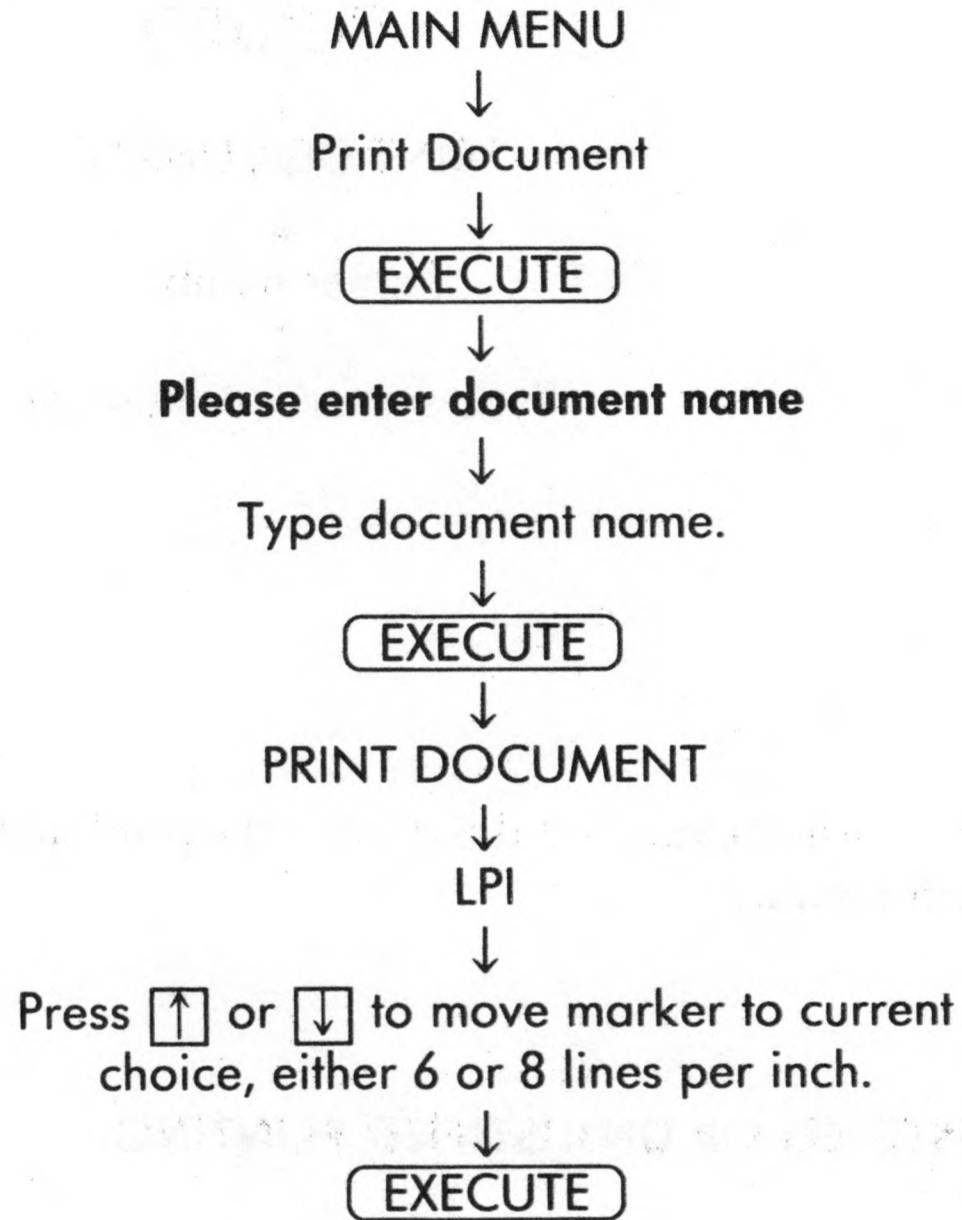 MAIN MENU
↓
Print Document
↓
EXECUTE
↓
Please enter document name
↓
Type document name.
↓
EXECUTE
↓
PRINT DOCUMENT
↓
LPI
↓
Press ↑ or ↓ to move marker to current
choice, either 6 or 8 lines per inch.
↓
EXECUTE